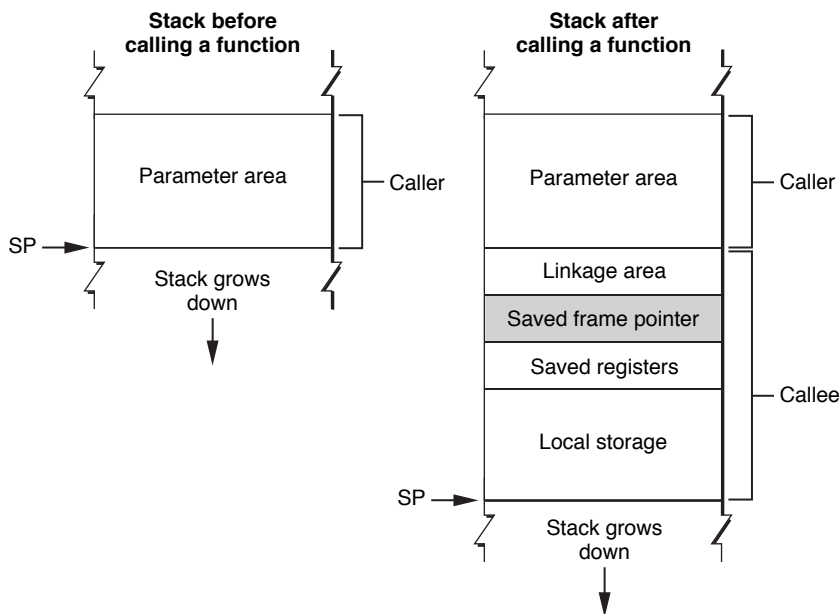 Stack before
calling a function
Parameter area
Caller
SP
Stack grows
down
Stack after
calling a function
Parameter area
Caller
Linkage area
Saved frame pointer
Saved registers
Callee
Local storage
SP
Stack grows
down